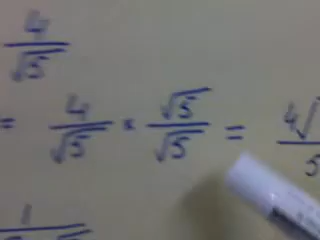 4/√5
= 4/√5 × √5/√5 = 4√/5
1/√